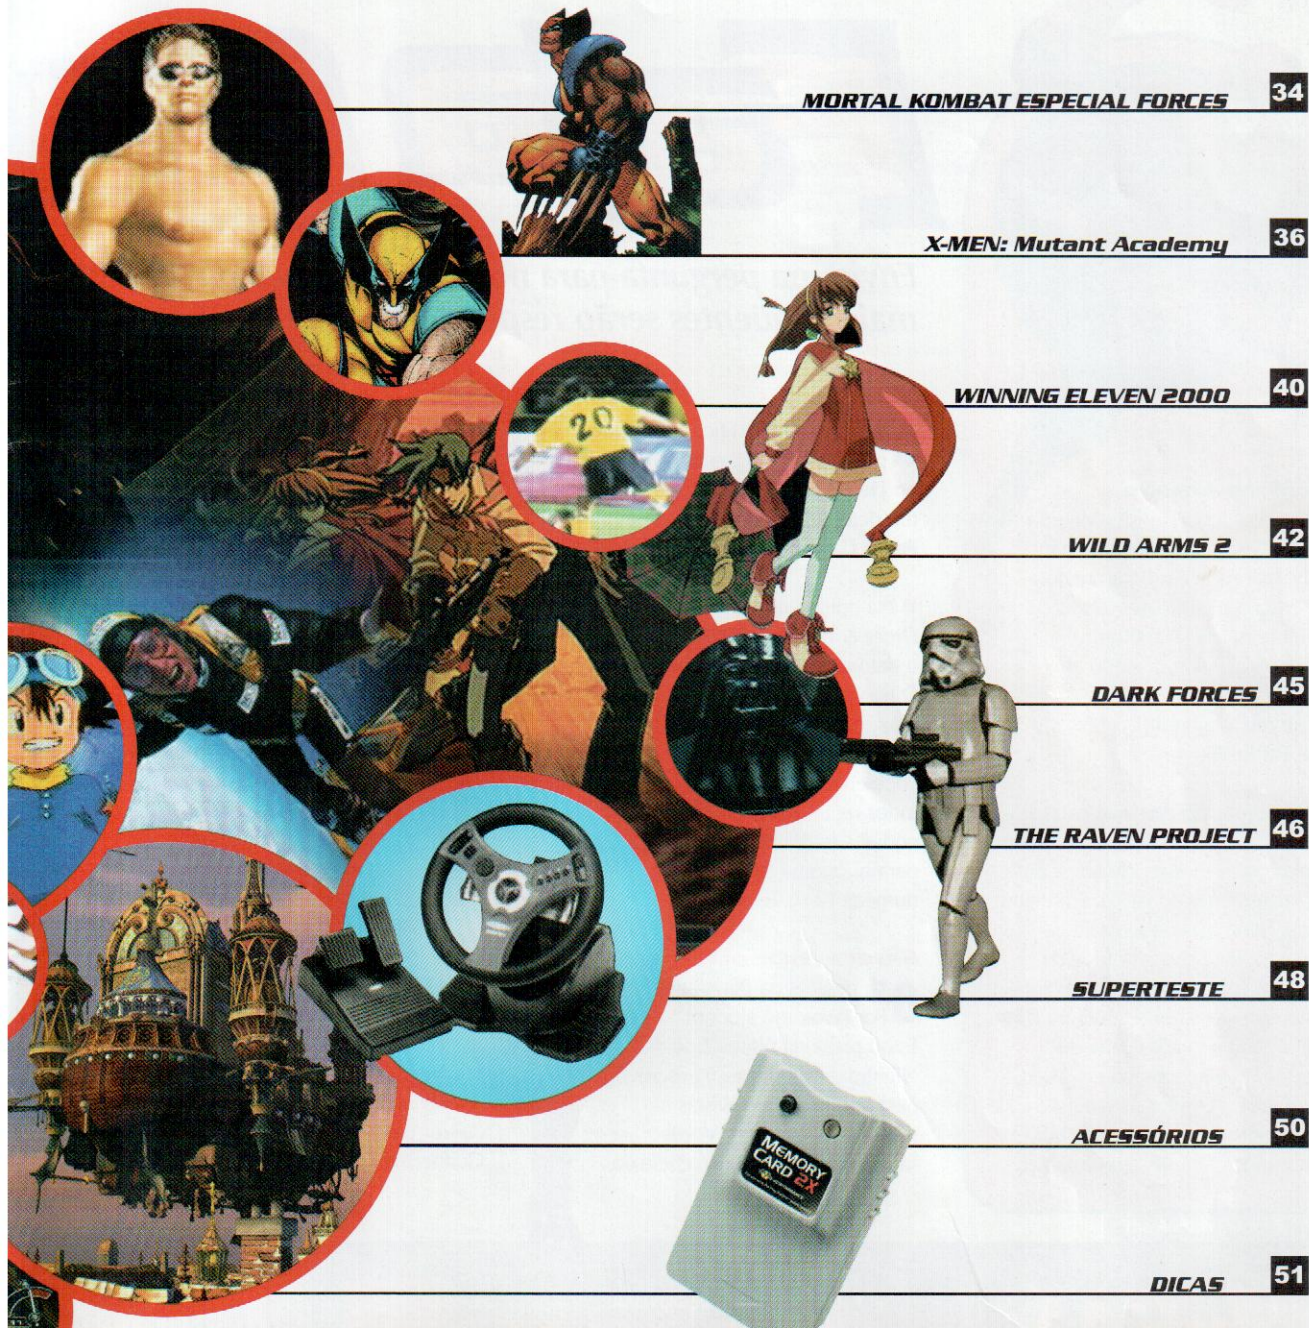 MORTAL KOMBAT ESPECIAL FORCES 34
X-MEN: Mutant Academy 36
20
WINNING ELEVEN 2000 40
WILD ARMS 2 42
DARK FORCES 45
THE RAVEN PROJECT 46
SUPERTESTE 48
ACESSÓRIOS 50
MEMORY
CARD 2X
DICAS 51